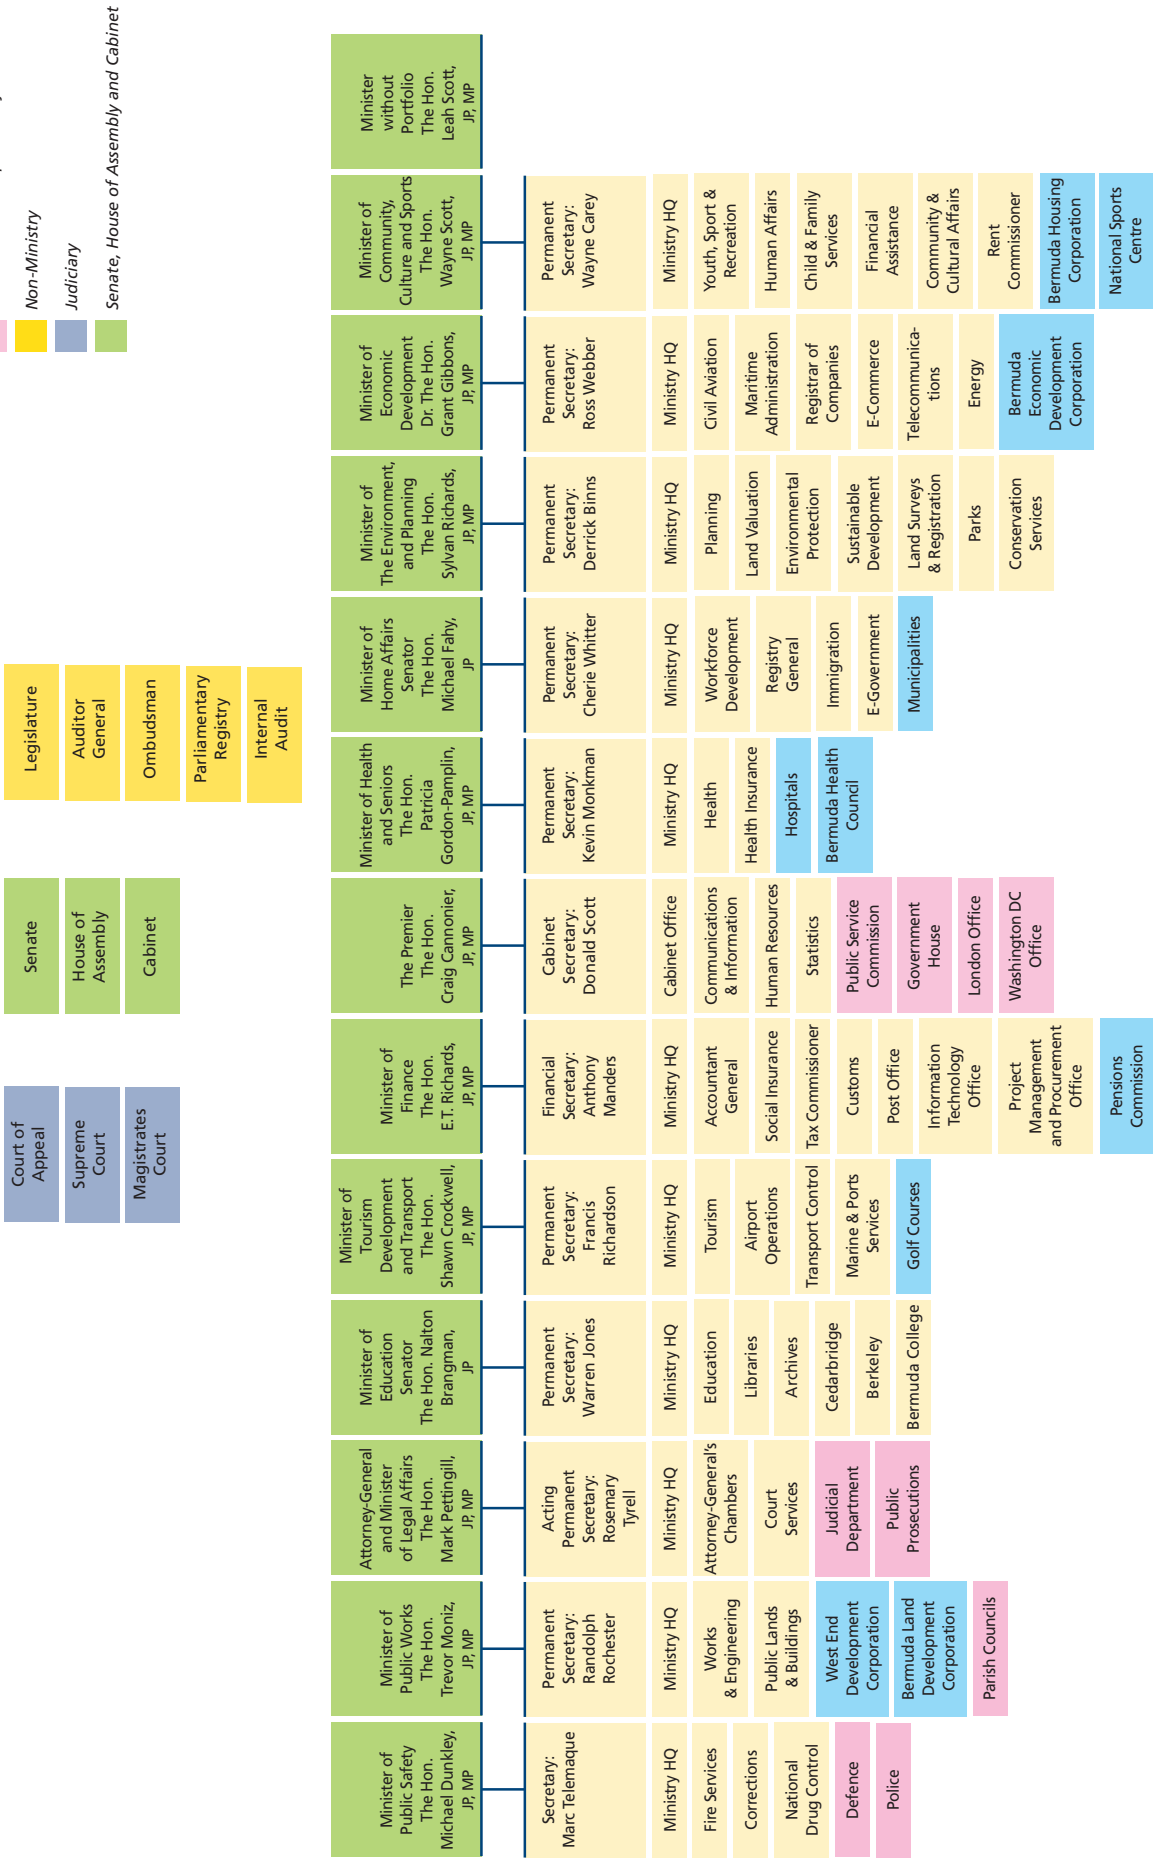 Non-Ministry
Judiciary
Senate, House of Assembly and Cabinet
Court of
Appeal
Supreme
Court
Magistrates
Court
Senate
House of
Assembly
Cabinet
Legislature
Auditor
General
Ombudsman
Parliamentary
Registry
Internal
Audit
Minister of
Public Safety
The Hon.
Michael Dunkley,
JP, MP
Secretary:
Marc Telemaque
Ministry HQ
Fire Services
Corrections
National
Drug Control
Defence
Police
Minister of
Public Works
The Hon.
Trevor Moniz,
JP, MP
Permanent
Secretary:
Randolph
Rochester
Ministry HQ
Works
& Engineering
Public Lands
& Buildings
West End
Development
Corporation
Bermuda Land
Development
Corporation
Parish Councils
Attorney-General
and Minister
of Legal Affairs
The Hon.
Mark Pettingill,
JP, MP
Acting
Permanent
Secretary:
Rosemary
Tyrell
Ministry HQ
Attorney-General's
Chambers
Court
Services
Judicial
Department
Public
Prosecutions
Minister of
Education
Senator
The Hon. Nalton
Brangman,
JP
Permanent
Secretary:
Warren Jones
Ministry HQ
Education
Libraries
Archives
Cedarbridge
Berkeley
Bermuda College
Minister of
Tourism
Development
and Transport
The Hon.
Shawn Crockwell,
JP, MP
Permanent
Secretary:
Francis
Richardson
Ministry HQ
Tourism
Airport
Operations
Transport Control
Marine & Ports
Services
Golf Courses
Minister of
Finance
The Hon.
E.T. Richards,
JP, MP
Financial
Secretary:
Anthony
Manders
Ministry HQ
Accountant
General
Social Insurance
Tax Commissioner
Customs
Post Office
Information
Technology
Office
Project
Management
and Procurement
Office
Pensions
Commission
The Premier
The Hon.
Craig Cannonier,
JP, MP
Cabinet
Secretary:
Donald Scott
Cabinet Office
Communications
& Information
Human Resources
Statistics
Public Service
Commission
Government
House
London Office
Washington DC
Office
Minister of Health
and Seniors
The Hon.
Patricia
Gordon-Pamplin,
JP, MP
Permanent
Secretary:
Kevin Monkman
Ministry HQ
Health
Health Insurance
Hospitals
Bermuda Health
Council
Minister of
Home Affairs
Senator
The Hon.
Michael Fahy,
JP
Permanent
Secretary:
Cherie Whitter
Ministry HQ
Workforce
Development
Registry
General
Immigration
E-Government
Municipalities
Minister of
The Environment,
and Planning
The Hon.
Sylvan Richards,
JP, MP
Permanent
Secretary:
Derrick Binns
Ministry HQ
Planning
Land Valuation
Environmental
Protection
Sustainable
Development
Land Surveys
& Registration
Parks
Conservation
Services
Minister of
Economic
Development
Dr. The Hon.
Grant Gibbons,
JP, MP
Permanent
Secretary:
Ross Webber
Ministry HQ
Civil Aviation
Maritime
Administration
Registrar of
Companies
E-Commerce
Telecommunica-
tions
Energy
Bermuda
Economic
Development
Corporation
Minister of
Community,
Culture and Sports
The Hon.
Wayne Scott,
JP, MP
Permanent
Secretary:
Wayne Carey
Ministry HQ
Youth, Sport &
Recreation
Human Affairs
Child & Family
Services
Financial
Assistance
Community &
Cultural Affairs
Rent
Commissioner
Bermuda Housing
Corporation
National Sports
Centre
Minister
without
Portfolio
The Hon.
Leah Scott,
JP, MP